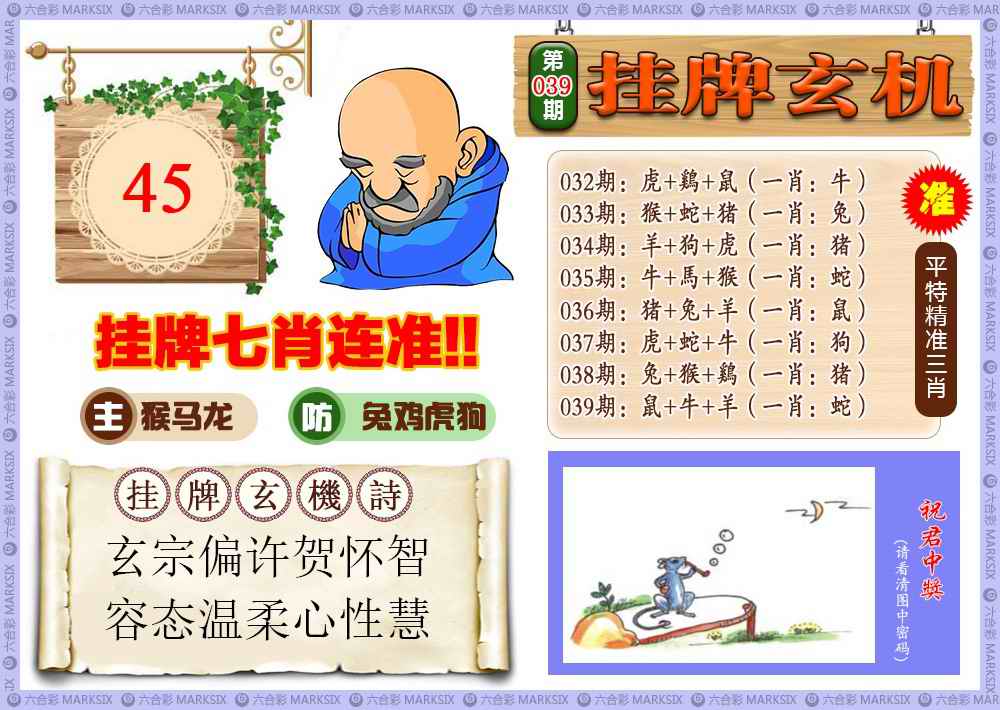 六合彩 MARKSIX
45
第
039
期
挂牌玄机
032期：虎+鷄+鼠（一肖：牛）
033期：猴+蛇+猪（一肖：兔）
034期：羊+狗+虎（一肖：猪）
035期：牛+馬+猴（一肖：蛇）
036期：猪+兔+羊（一肖：鼠）
037期：虎+蛇+牛（一肖：狗）
038期：兔+猴+鷄（一肖：猪）
039期：鼠+牛+羊（一肖：蛇）
准
平特精准三肖
挂牌七肖连准!!
主 猴马龙 防 兔鸡虎狗
挂牌玄機詩
玄宗偏许贺怀智
容态温柔心性慧
祝君中獎
（请看清图中密码）